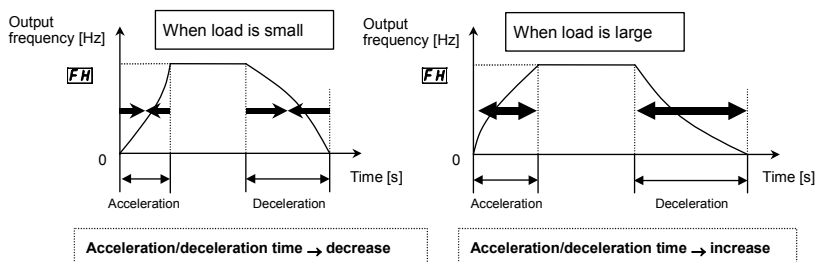 Output
frequency [Hz]
When load is small
FH
0
Time [s]
Acceleration
Deceleration
Acceleration/deceleration time → decrease
Output
frequency [Hz]
When load is large
FH
0
Time [s]
Acceleration
Deceleration
Acceleration/deceleration time → increase